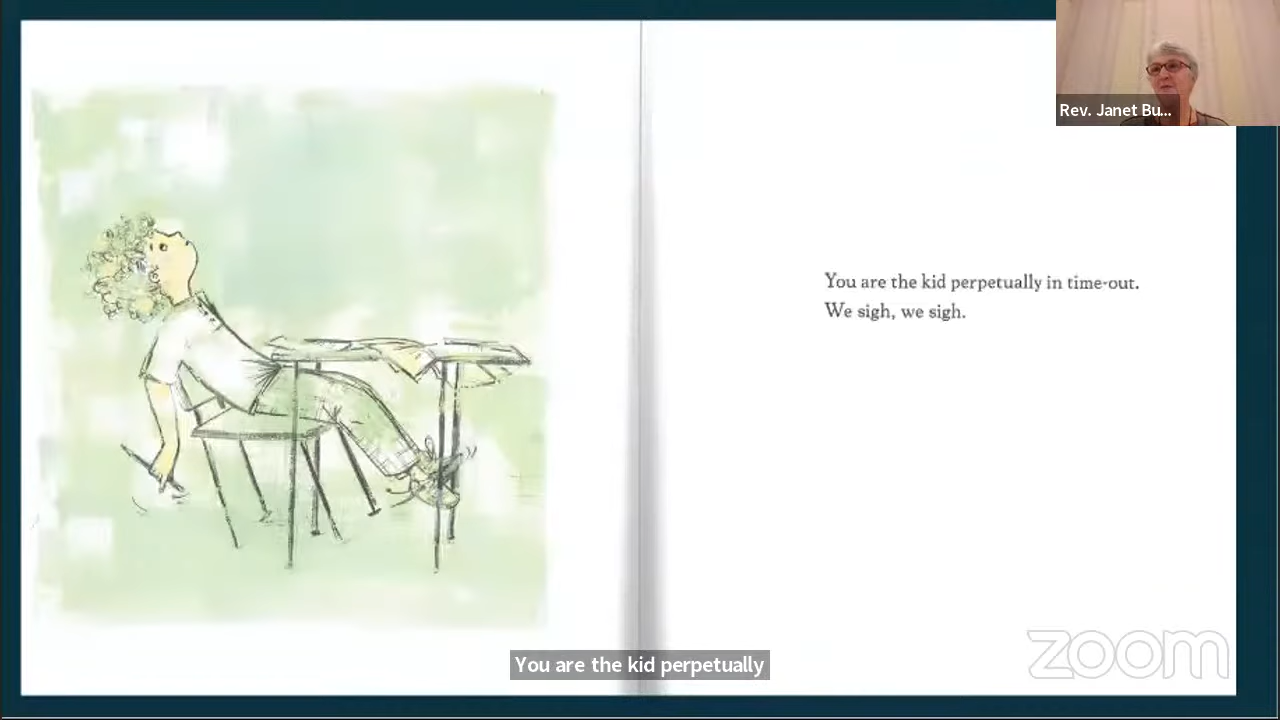 Rev. Janet Bu...
You are the kid perpetually in time-out.
We sigh, we sigh.
You are the kid perpetually
zoom